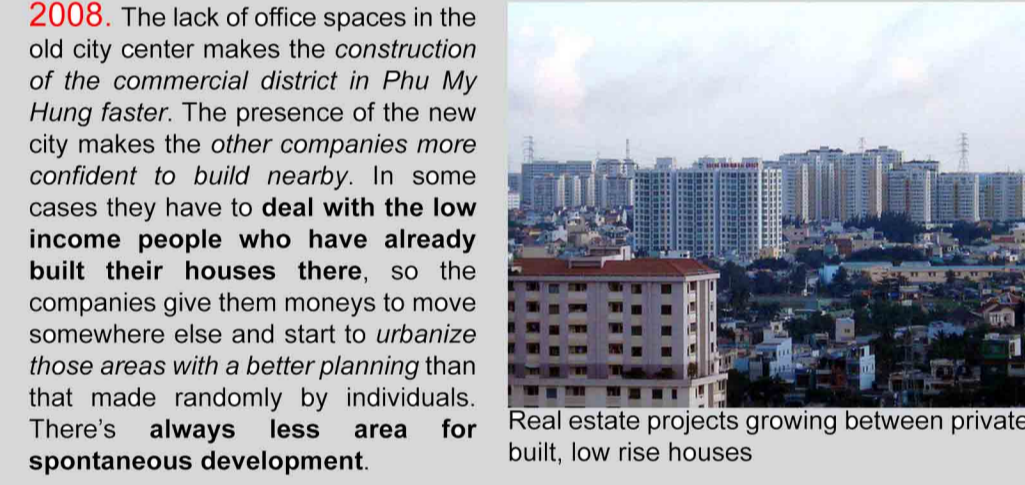 2008. The lack of office spaces in the
old city center makes the construction
of the commercial district in Phu My
Hung faster. The presence of the new
city makes the other companies more
confident to build nearby. In some
cases they have to deal with the low
income people who have already
built their houses there, so the
companies give them moneys to move
somewhere else and start to urbanize
those areas with a better planning than
that made randomly by individuals.
There's always less area for
spontaneous development.
Real estate projects growing between private
built, low rise houses